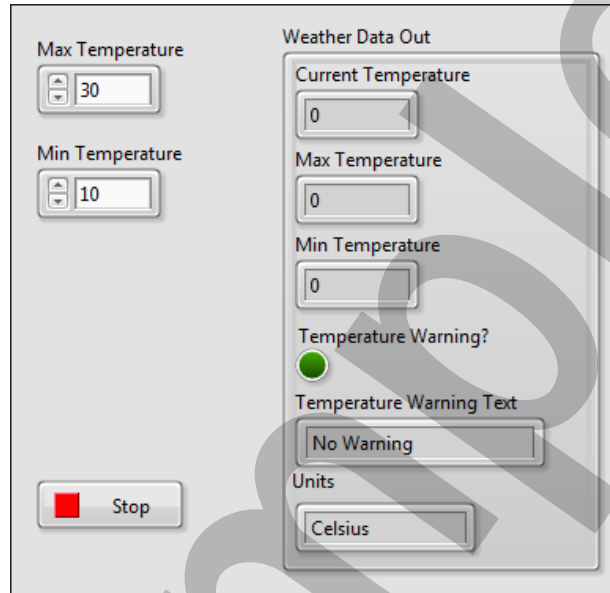 Max Temperature
30
Min Temperature
10
Stop
Weather Data Out
Current Temperature
0
Max Temperature
0
Min Temperature
0
Temperature Warning?
Temperature Warning Text
No Warning
Units
Celsius